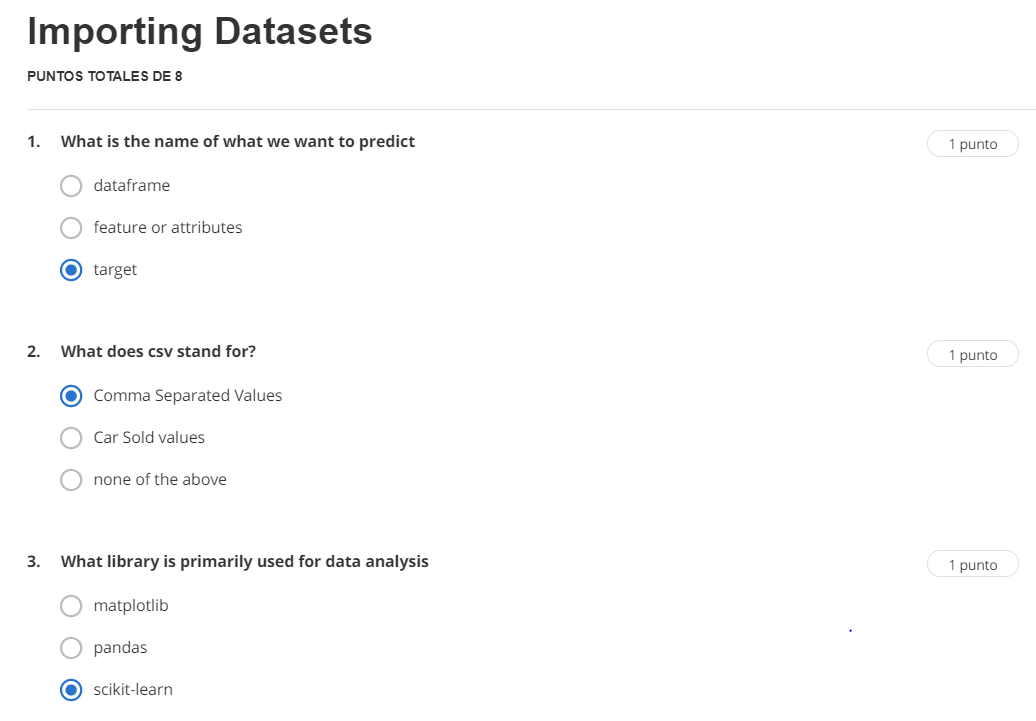 Importing Datasets
PUNTOS TOTALES DE 8
1. What is the name of what we want to predict
1 punto
dataframe
feature or attributes
target
2. What does csv stand for?
1 punto
Comma Separated Values
Car Sold values
none of the above
3. What library is primarily used for data analysis
1 punto
matplotlib
pandas
scikit-learn